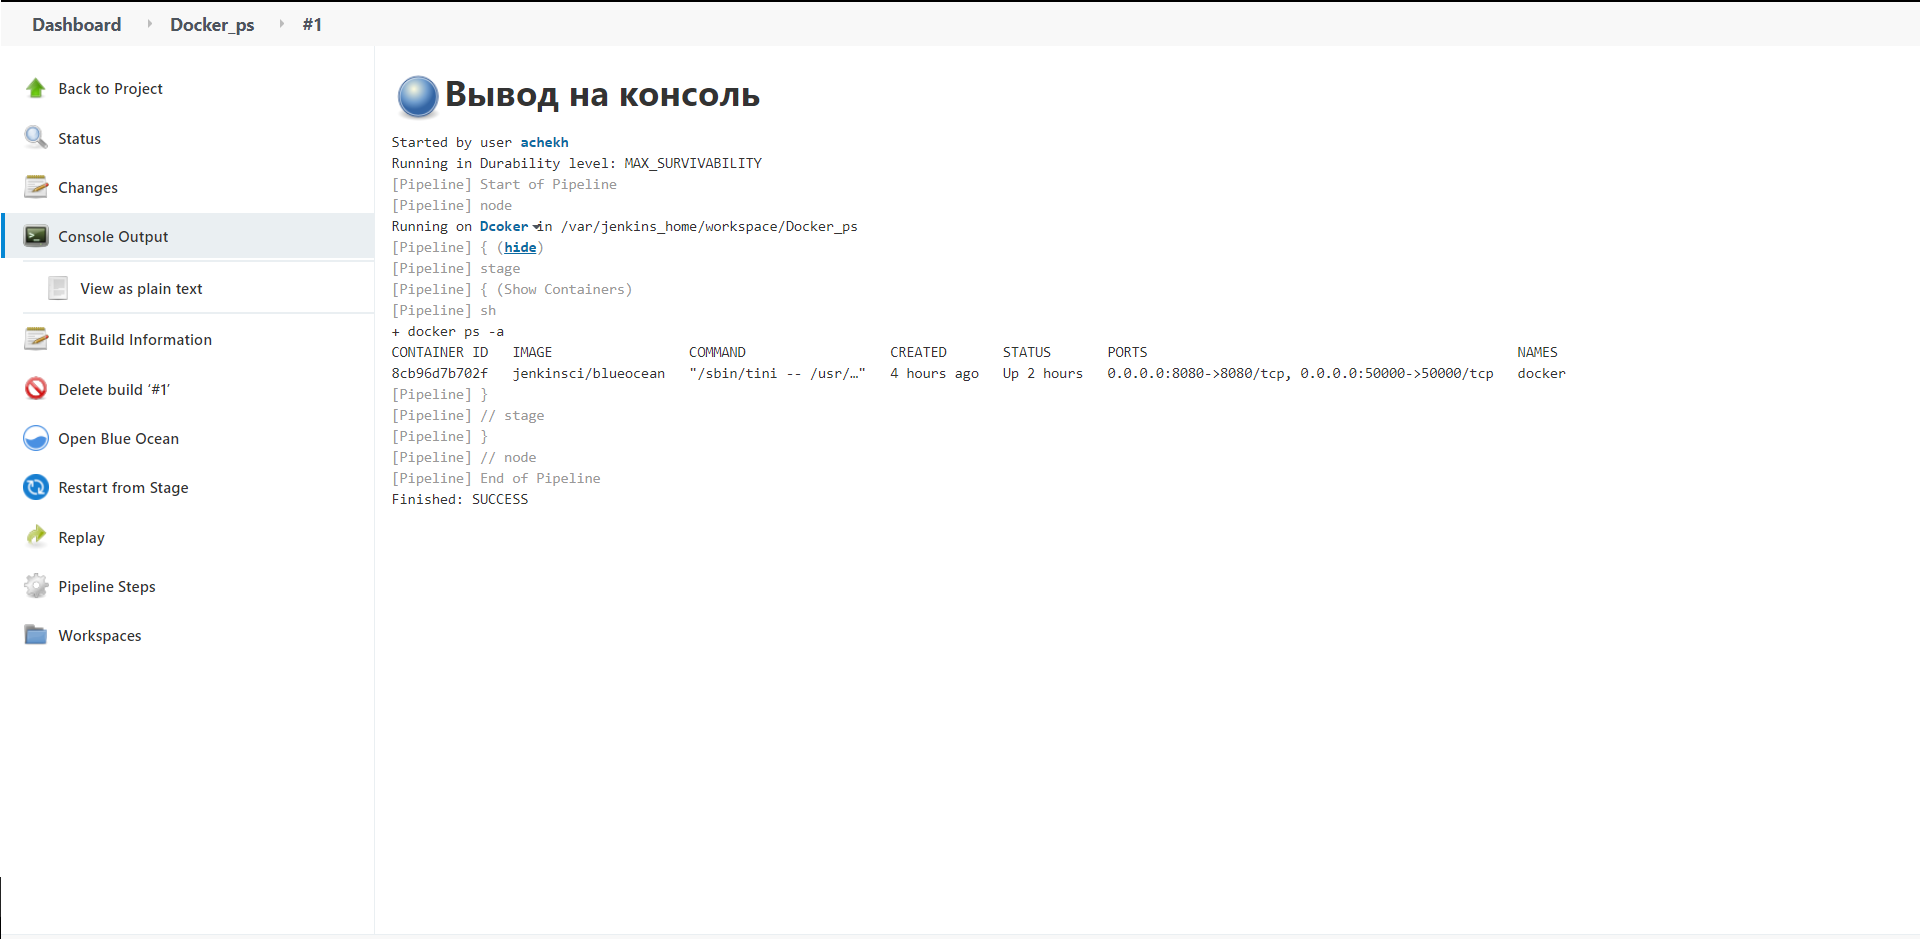 Dashboard Docker_ps #1
Back to Project
Status
Changes
Console Output
View as plain text
Edit Build Information
Delete build ‘#1’
Open Blue Ocean
Restart from Stage
Replay
Pipeline Steps
Workspaces
Вывод на консоль
Started by user achekh
Running in Durability level: MAX_SURVIVABILITY
[Pipeline] Start of Pipeline
[Pipeline] node
Running on Dcoker in /var/jenkins_home/workspace/Docker_ps
[Pipeline] { (hide)
[Pipeline] stage
[Pipeline] { (Show Containers)
[Pipeline] sh
+ docker ps -a
CONTAINER ID   IMAGE                 COMMAND                  CREATED       STATUS       PORTS                                              NAMES
8cb96d7b702f   jenkinsci/blueocean   "/sbin/tini -- /usr/…"   4 hours ago   Up 2 hours   0.0.0.0:8080->8080/tcp, 0.0.0.0:50000->50000/tcp   docker
[Pipeline] }
[Pipeline] // stage
[Pipeline] }
[Pipeline] // node
[Pipeline] End of Pipeline
Finished: SUCCESS